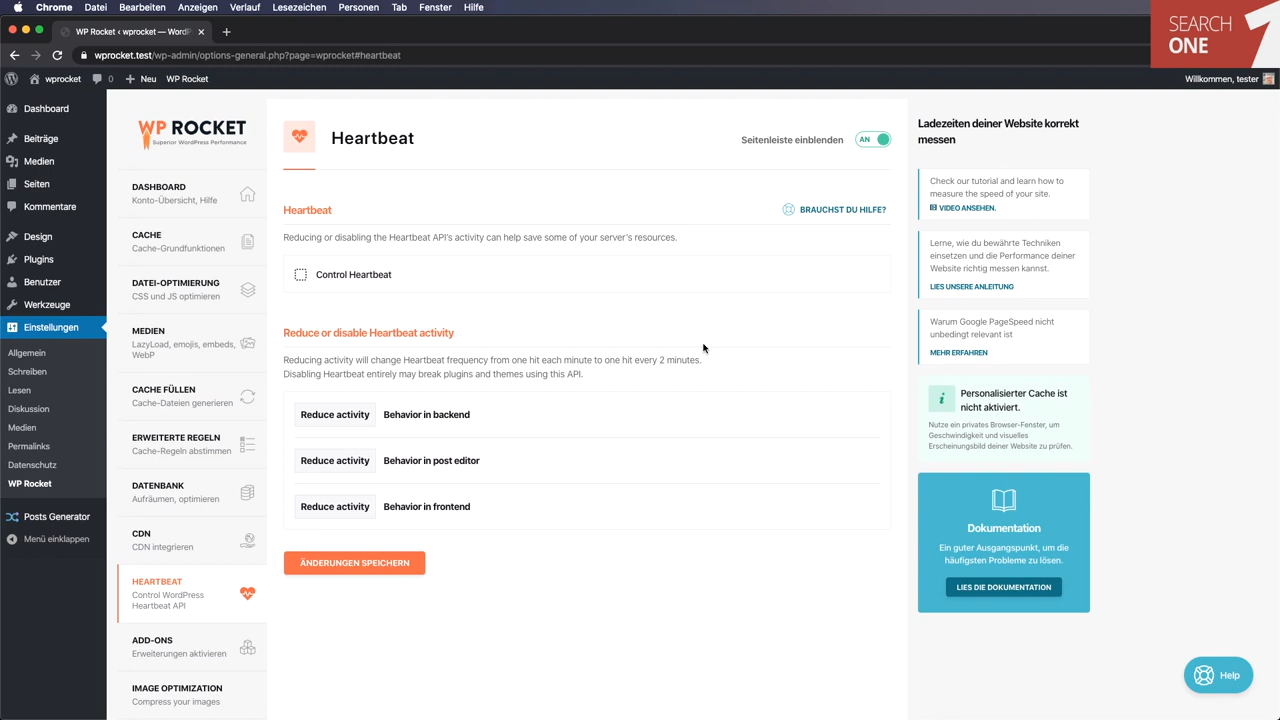 Chrome Datei Bearbeiten Anzeigen Verlauf Lesezeichen Personen Tab Fenster Hilfe
SEARCH
ONE
WP Rocket ‹ wprocket — WordP
wprocket.test/wp-admin/options-general.php?page=wprocket#heartbeat
wprocket 0 Neu WP Rocket
Willkommen, tester
Dashboard
Beiträge
Medien
Seiten
Kommentare
Design
Plugins
Benutzer
Werkzeuge
Einstellungen
Allgemein
Schreiben
Lesen
Diskussion
Medien
Permalinks
Datenschutz
WP Rocket
Posts Generator
Menü einklappen
WP ROCKET
Superior WordPress Performance
DASHBOARD
Konto-Übersicht, Hilfe
CACHE
Cache-Grundfunktionen
DATEI-OPTIMIERUNG
CSS und JS optimieren
MEDIEN
LazyLoad, emojis, embeds,
WebP
CACHE FÜLLEN
Cache-Dateien generieren
ERWEITERTE REGELN
Cache-Regeln abstimmen
DATENBANK
Aufräumen, optimieren
CDN
CDN integrieren
HEARTBEAT
Control WordPress
Heartbeat API
ADD-ONS
Erweiterungen aktivieren
IMAGE OPTIMIZATION
Compress your images
Heartbeat
Seitenleiste einblenden AN
Heartbeat
BRAUCHST DU HILFE?
Reducing or disabling the Heartbeat API's activity can help save some of your server's resources.
Control Heartbeat
Reduce or disable Heartbeat activity
Reducing activity will change Heartbeat frequency from one hit each minute to one hit every 2 minutes.
Disabling Heartbeat entirely may break plugins and themes using this API.
Reduce activity Behavior in backend
Reduce activity Behavior in post editor
Reduce activity Behavior in frontend
ÄNDERUNGEN SPEICHERN
Ladezeiten deiner Website korrekt
messen
Check our tutorial and learn how to
measure the speed of your site.
VIDEO ANSEHEN.
Lerne, wie du bewährte Techniken
einsetzen und die Performance deiner
Website richtig messen kannst.
LIES UNSERE ANLEITUNG
Warum Google PageSpeed nicht
unbedingt relevant ist
MEHR ERFAHREN
i
Personalisierter Cache ist
nicht aktiviert.
Nutze ein privates Browser-Fenster, um
Geschwindigkeit und visuelles
Erscheinungsbild deiner Website zu prüfen.
Dokumentation
Ein guter Ausgangspunkt, um die
häufigsten Probleme zu lösen.
LIES DIE DOKUMENTATION
Help